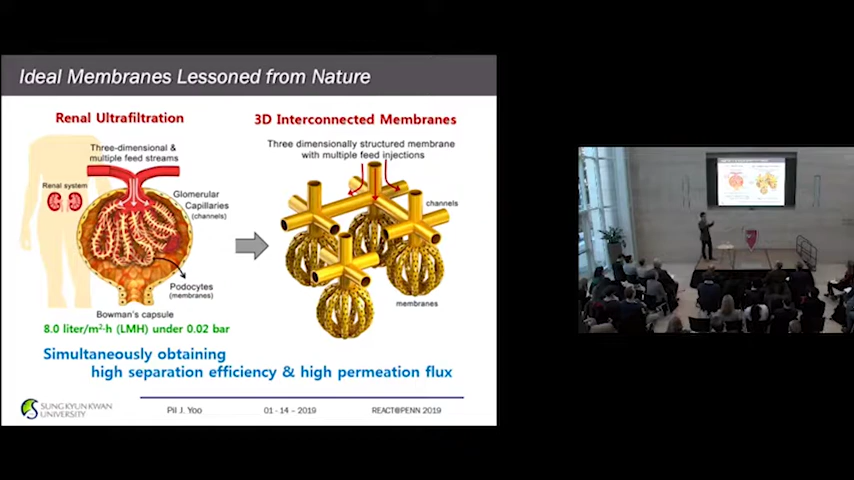 Ideal Membranes Lessoned from Nature
Renal Ultrafiltration
Three-dimensional &
multiple feed streams
Renal system
Glomerular
Capillaries
(channels)
Podocytes
(membranes)
Bowman's capsule
8.0 liter/m²·h (LMH) under 0.02 bar
3D Interconnected Membranes
Three dimensionally structured membrane
with multiple feed injections
channels
membranes
Simultaneously obtaining
high separation efficiency & high permeation flux
SUNG KYUN KWAN
UNIVERSITY
Pil J. Yoo
01 - 14 – 2019
REACT@PENN 2019